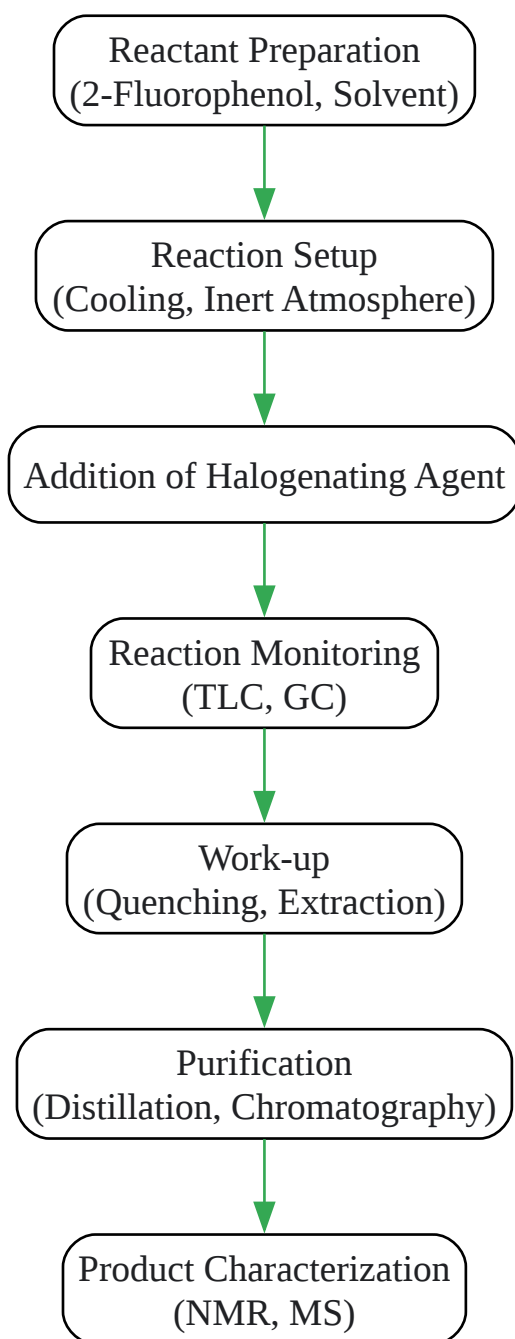 Reactant Preparation
(2-Fluorophenol, Solvent)
Reaction Setup
(Cooling, Inert Atmosphere)
Addition of Halogenating Agent
Reaction Monitoring
(TLC, GC)
Work-up
(Quenching, Extraction)
Purification
(Distillation, Chromatography)
Product Characterization
(NMR, MS)